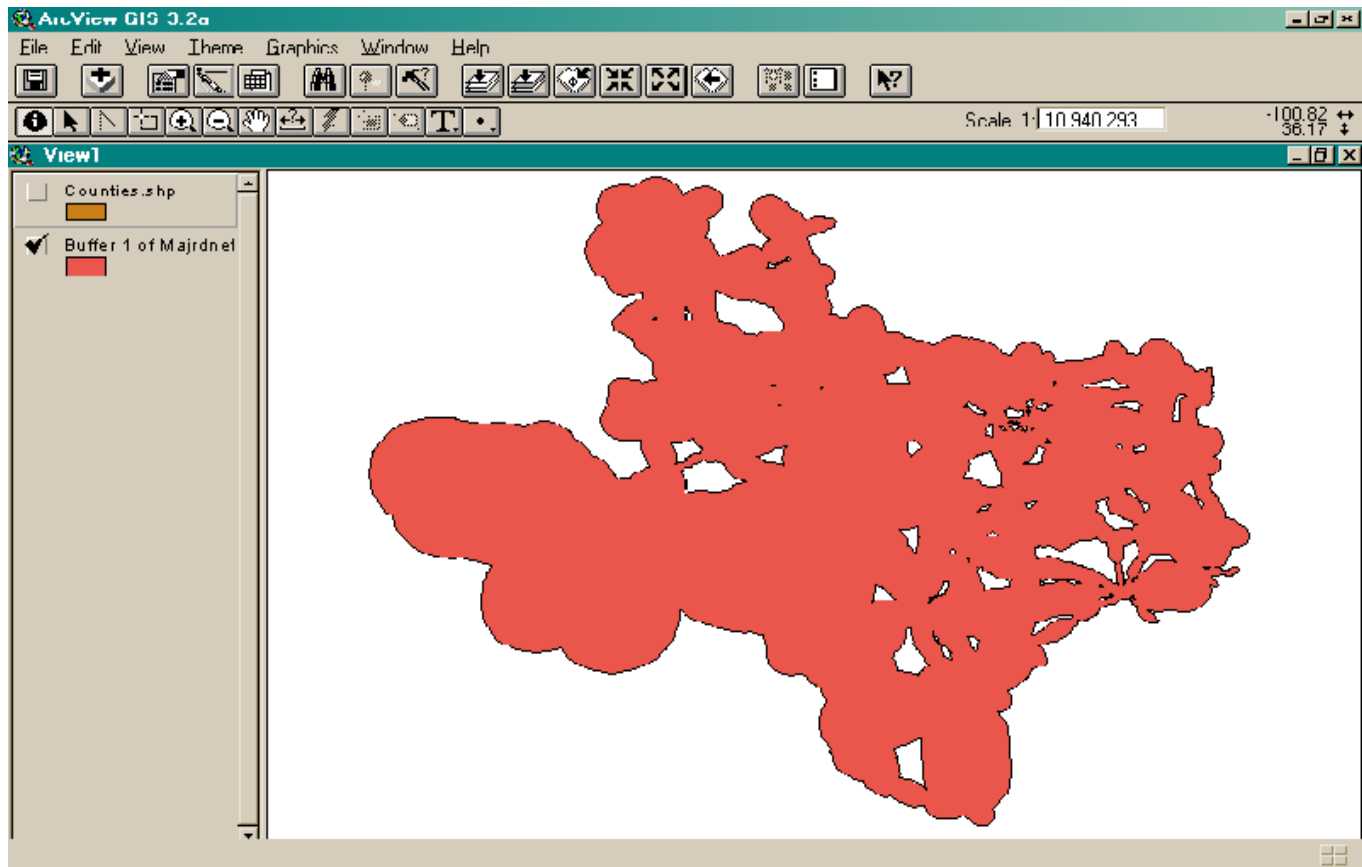 ArcView GIS 3.2a
File Edit View Theme Graphics Window Help
Scale 1: 10,940,293
-100.82
36.17
View1
Counties.shp
Buffer 1 of Majrdnet